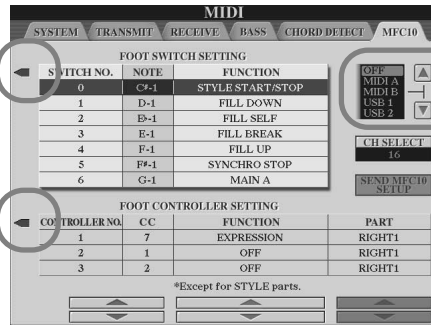 MIDI
SYSTEM TRANSMIT RECEIVE BASS CHORD DETECT MFC10
FOOT SWITCH SETTING
SWITCH NO. NOTE FUNCTION
0 C#-1 STYLE START/STOP
1 D-1 FILL DOWN
2 E♭-1 FILL SELF
3 E-1 FILL BREAK
4 F-1 FILL UP
5 F#-1 SYNCHRO STOP
6 G-1 MAIN A
OFF
MIDI A
MIDI B
USB 1
USB 2
CH SELECT
16
SEND MFC10
SETUP
FOOT CONTROLLER SETTING
CONTROLLER NO. CC FUNCTION PART
1 7 EXPRESSION RIGHT1
2 1 OFF RIGHT1
3 2 OFF RIGHT1
*Except for STYLE parts.